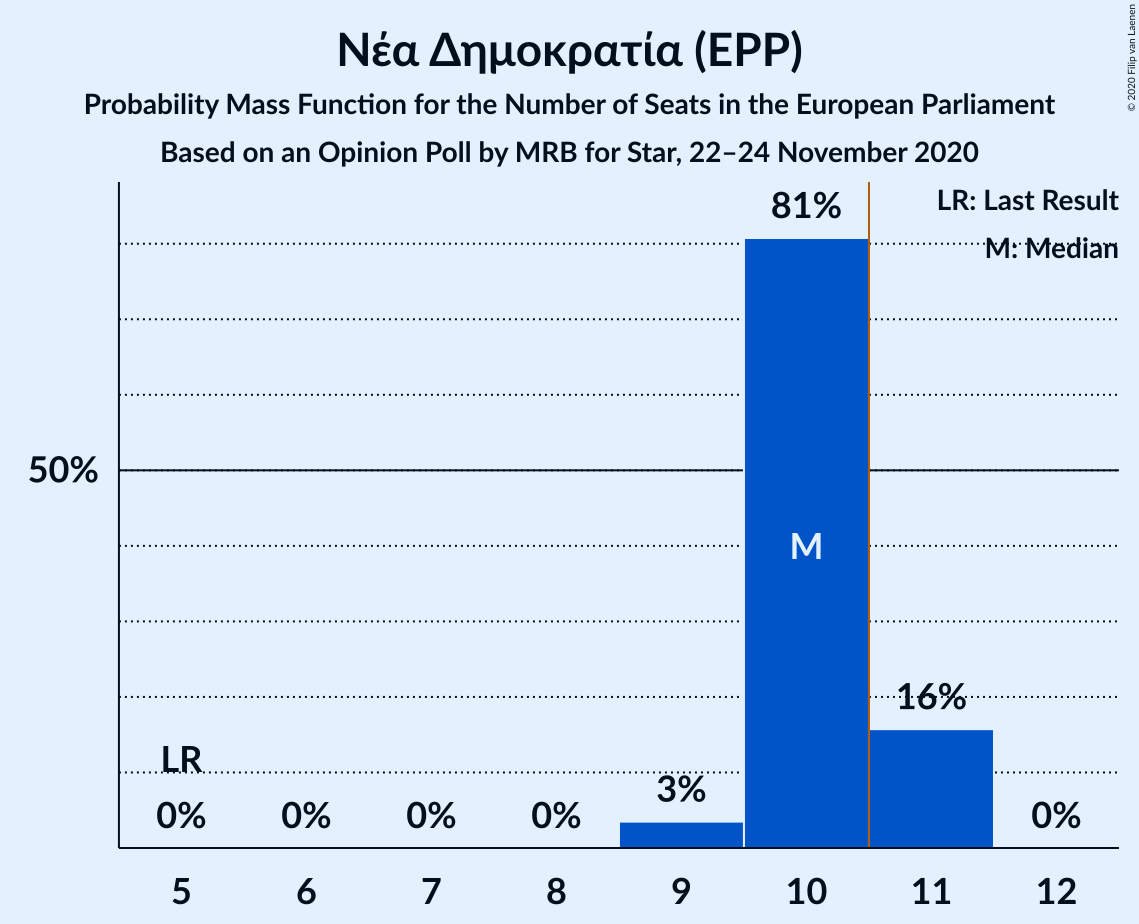 Νέα Δημοκρατία (EPP)
Probability Mass Function for the Number of Seats in the European Parliament
Based on an Opinion Poll by MRB for Star, 22–24 November 2020
© 2020 Filip van Laenen
LR: Last Result
M: Median
81%
50%
M
16%
LR
3%
0%
0%
0%
0%
0%
5
6
7
8
9
10
11
12